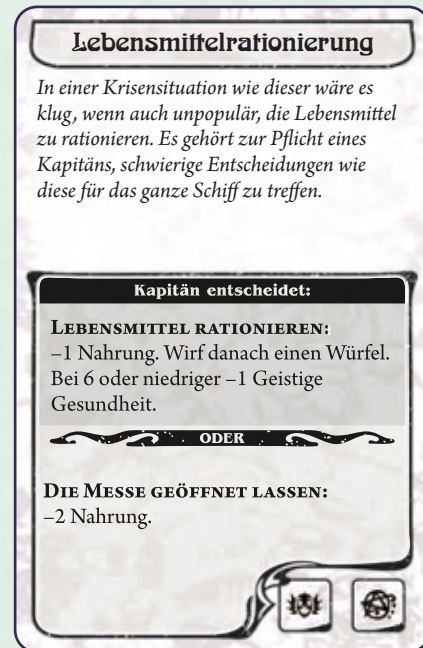 Lebensmittelrationierung
In einer Krisensituation wie dieser wäre es
klug, wenn auch unpopulär, die Lebensmittel
zu rationieren. Es gehört zur Pflicht eines
Kapitäns, schwierige Entscheidungen wie
diese für das ganze Schiff zu treffen.
Kapitän entscheidet:
LEBENSMITTEL RATIONIEREN:
–1 Nahrung. Wirf danach einen Würfel.
Bei 6 oder niedriger –1 Geistige
Gesundheit.
ODER
DIE MESSE GEÖFFNET LASSEN:
–2 Nahrung.